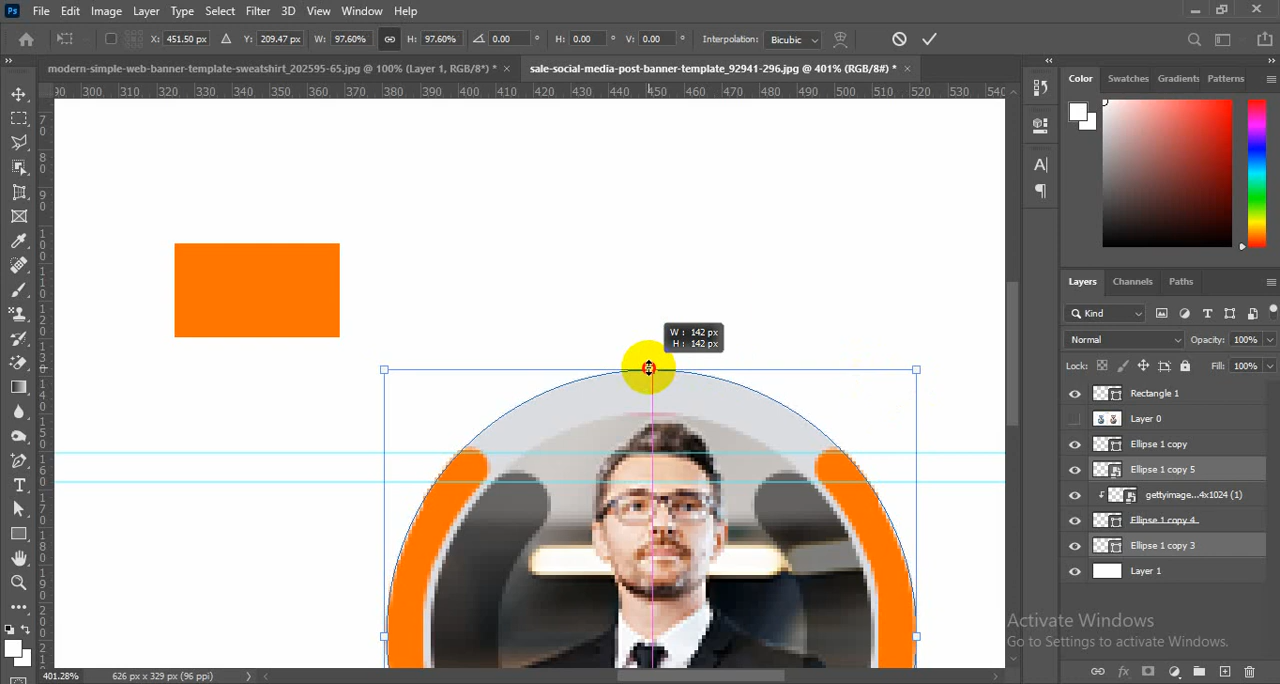 Ps File Edit Image Layer Type Select Filter 3D View Window Help
X: 451.50 px Y: 209.47 px W: 97.60% H: 97.60% 0.00 ° H: 0.00 ° V: 0.00 ° Interpolation: Bicubic
modern-simple-web-banner-template-sweatshirt_202595-65.jpg @ 100% (Layer 1, RGB/8*) * × sale-social-media-post-banner-template_92941-296.jpg @ 401% (RGB/8#) * ×
90 300 310 320 330 340 350 360 370 380 390 400 410 420 430 440 450 460 470 480 490 500 510 520 530 540
Color Swatches Gradients Patterns
W : 142 px
H : 142 px
Layers Channels Paths
Kind
Normal Opacity: 100%
Lock: Fill: 100%
Rectangle 1
Layer 0
Ellipse 1 copy
Ellipse 1 copy 5
gettyimage...4x1024 (1)
Ellipse 1 copy 4
Ellipse 1 copy 3
Layer 1
Activate Windows
Go to Settings to activate Windows.
401.28% 626 px x 329 px (96 ppi)